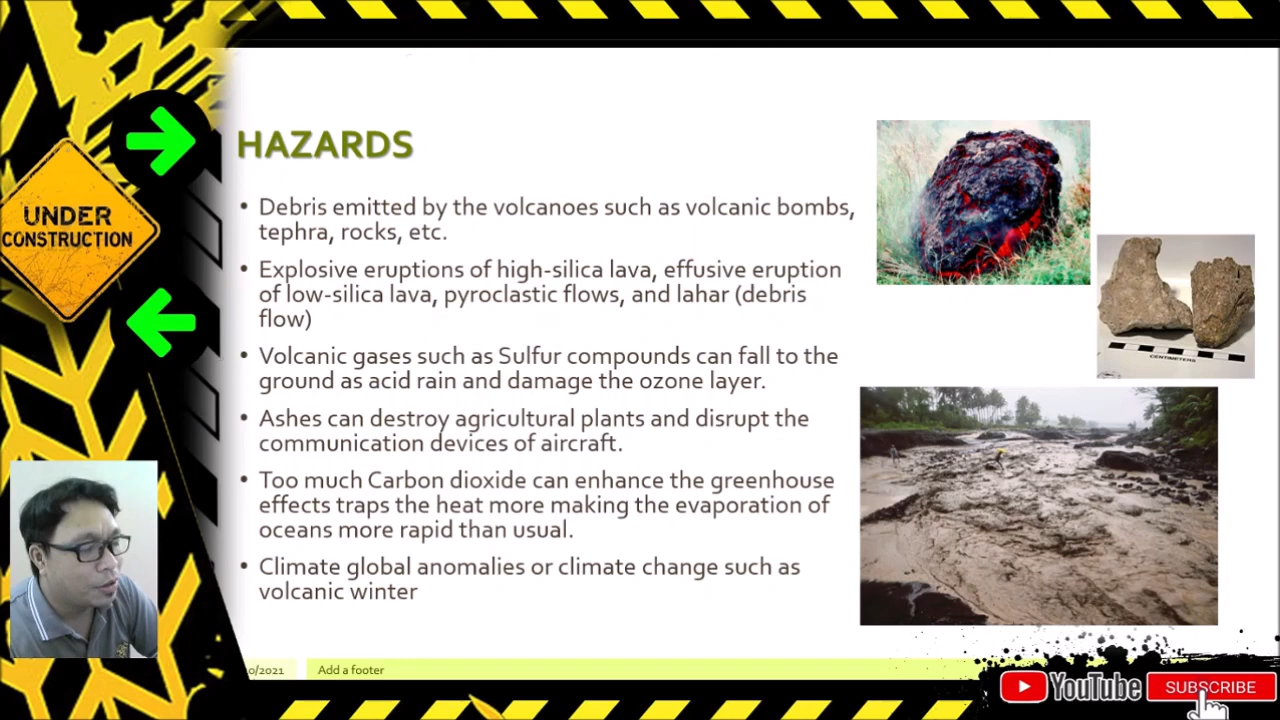 HAZARDS
• Debris emitted by the volcanoes such as volcanic bombs,
tephra, rocks, etc.
• Explosive eruptions of high-silica lava, effusive eruption
of low-silica lava, pyroclastic flows, and lahar (debris
flow)
• Volcanic gases such as Sulfur compounds can fall to the
ground as acid rain and damage the ozone layer.
• Ashes can destroy agricultural plants and disrupt the
communication devices of aircraft.
• Too much Carbon dioxide can enhance the greenhouse
effects traps the heat more making the evaporation of
oceans more rapid than usual.
• Climate global anomalies or climate change such as
volcanic winter
UNDER
CONSTRUCTION
CENTIMETERS
0/2021
Add a footer
YouTube
SUBSCRIBE